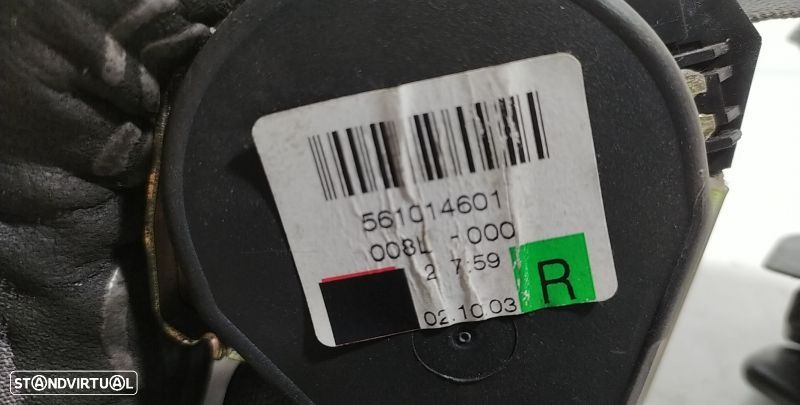 561014601
008L -000
2 7:59
02.10.03
R
STANDVIRTUAL